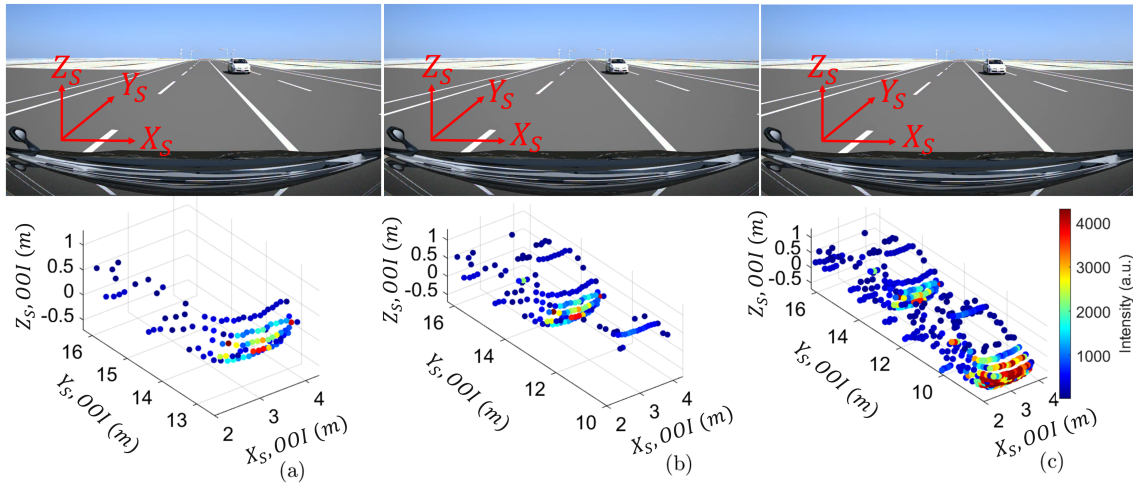 Z_S
Y_S
X_S
Z_S
Y_S
X_S
Z_S
Y_S
X_S
Z_S, OOI (m)
1
0.5
0
-0.5
16
15
14
13
Y_S, OOI (m)
2
3
4
X_S, OOI (m)
(a)
Z_S, OOI (m)
1
0.5
0
-0.5
16
14
12
10
Y_S, OOI (m)
2
3
4
X_S, OOI (m)
(b)
Z_S, OOI (m)
1
0.5
0
-0.5
16
14
12
10
Y_S, OOI (m)
2
3
4
X_S, OOI (m)
(c)
4000
3000
2000
1000
Intensity (a.u.)